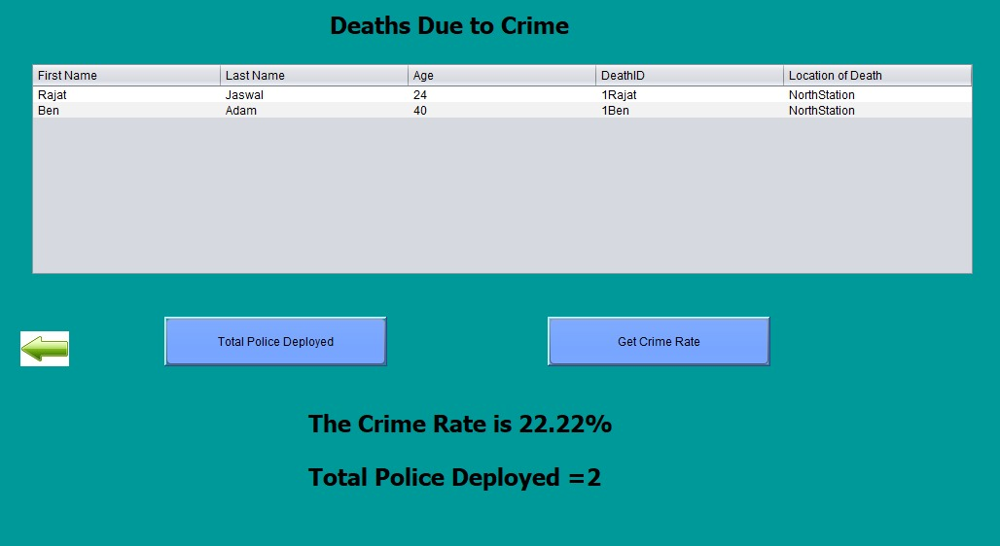 Deaths Due to Crime
First Name Last Name Age DeathID Location of Death
Rajat Jaswal 24 1Rajat NorthStation
Ben Adam 40 1Ben NorthStation
Total Police Deployed Get Crime Rate
The Crime Rate is 22.22%
Total Police Deployed =2